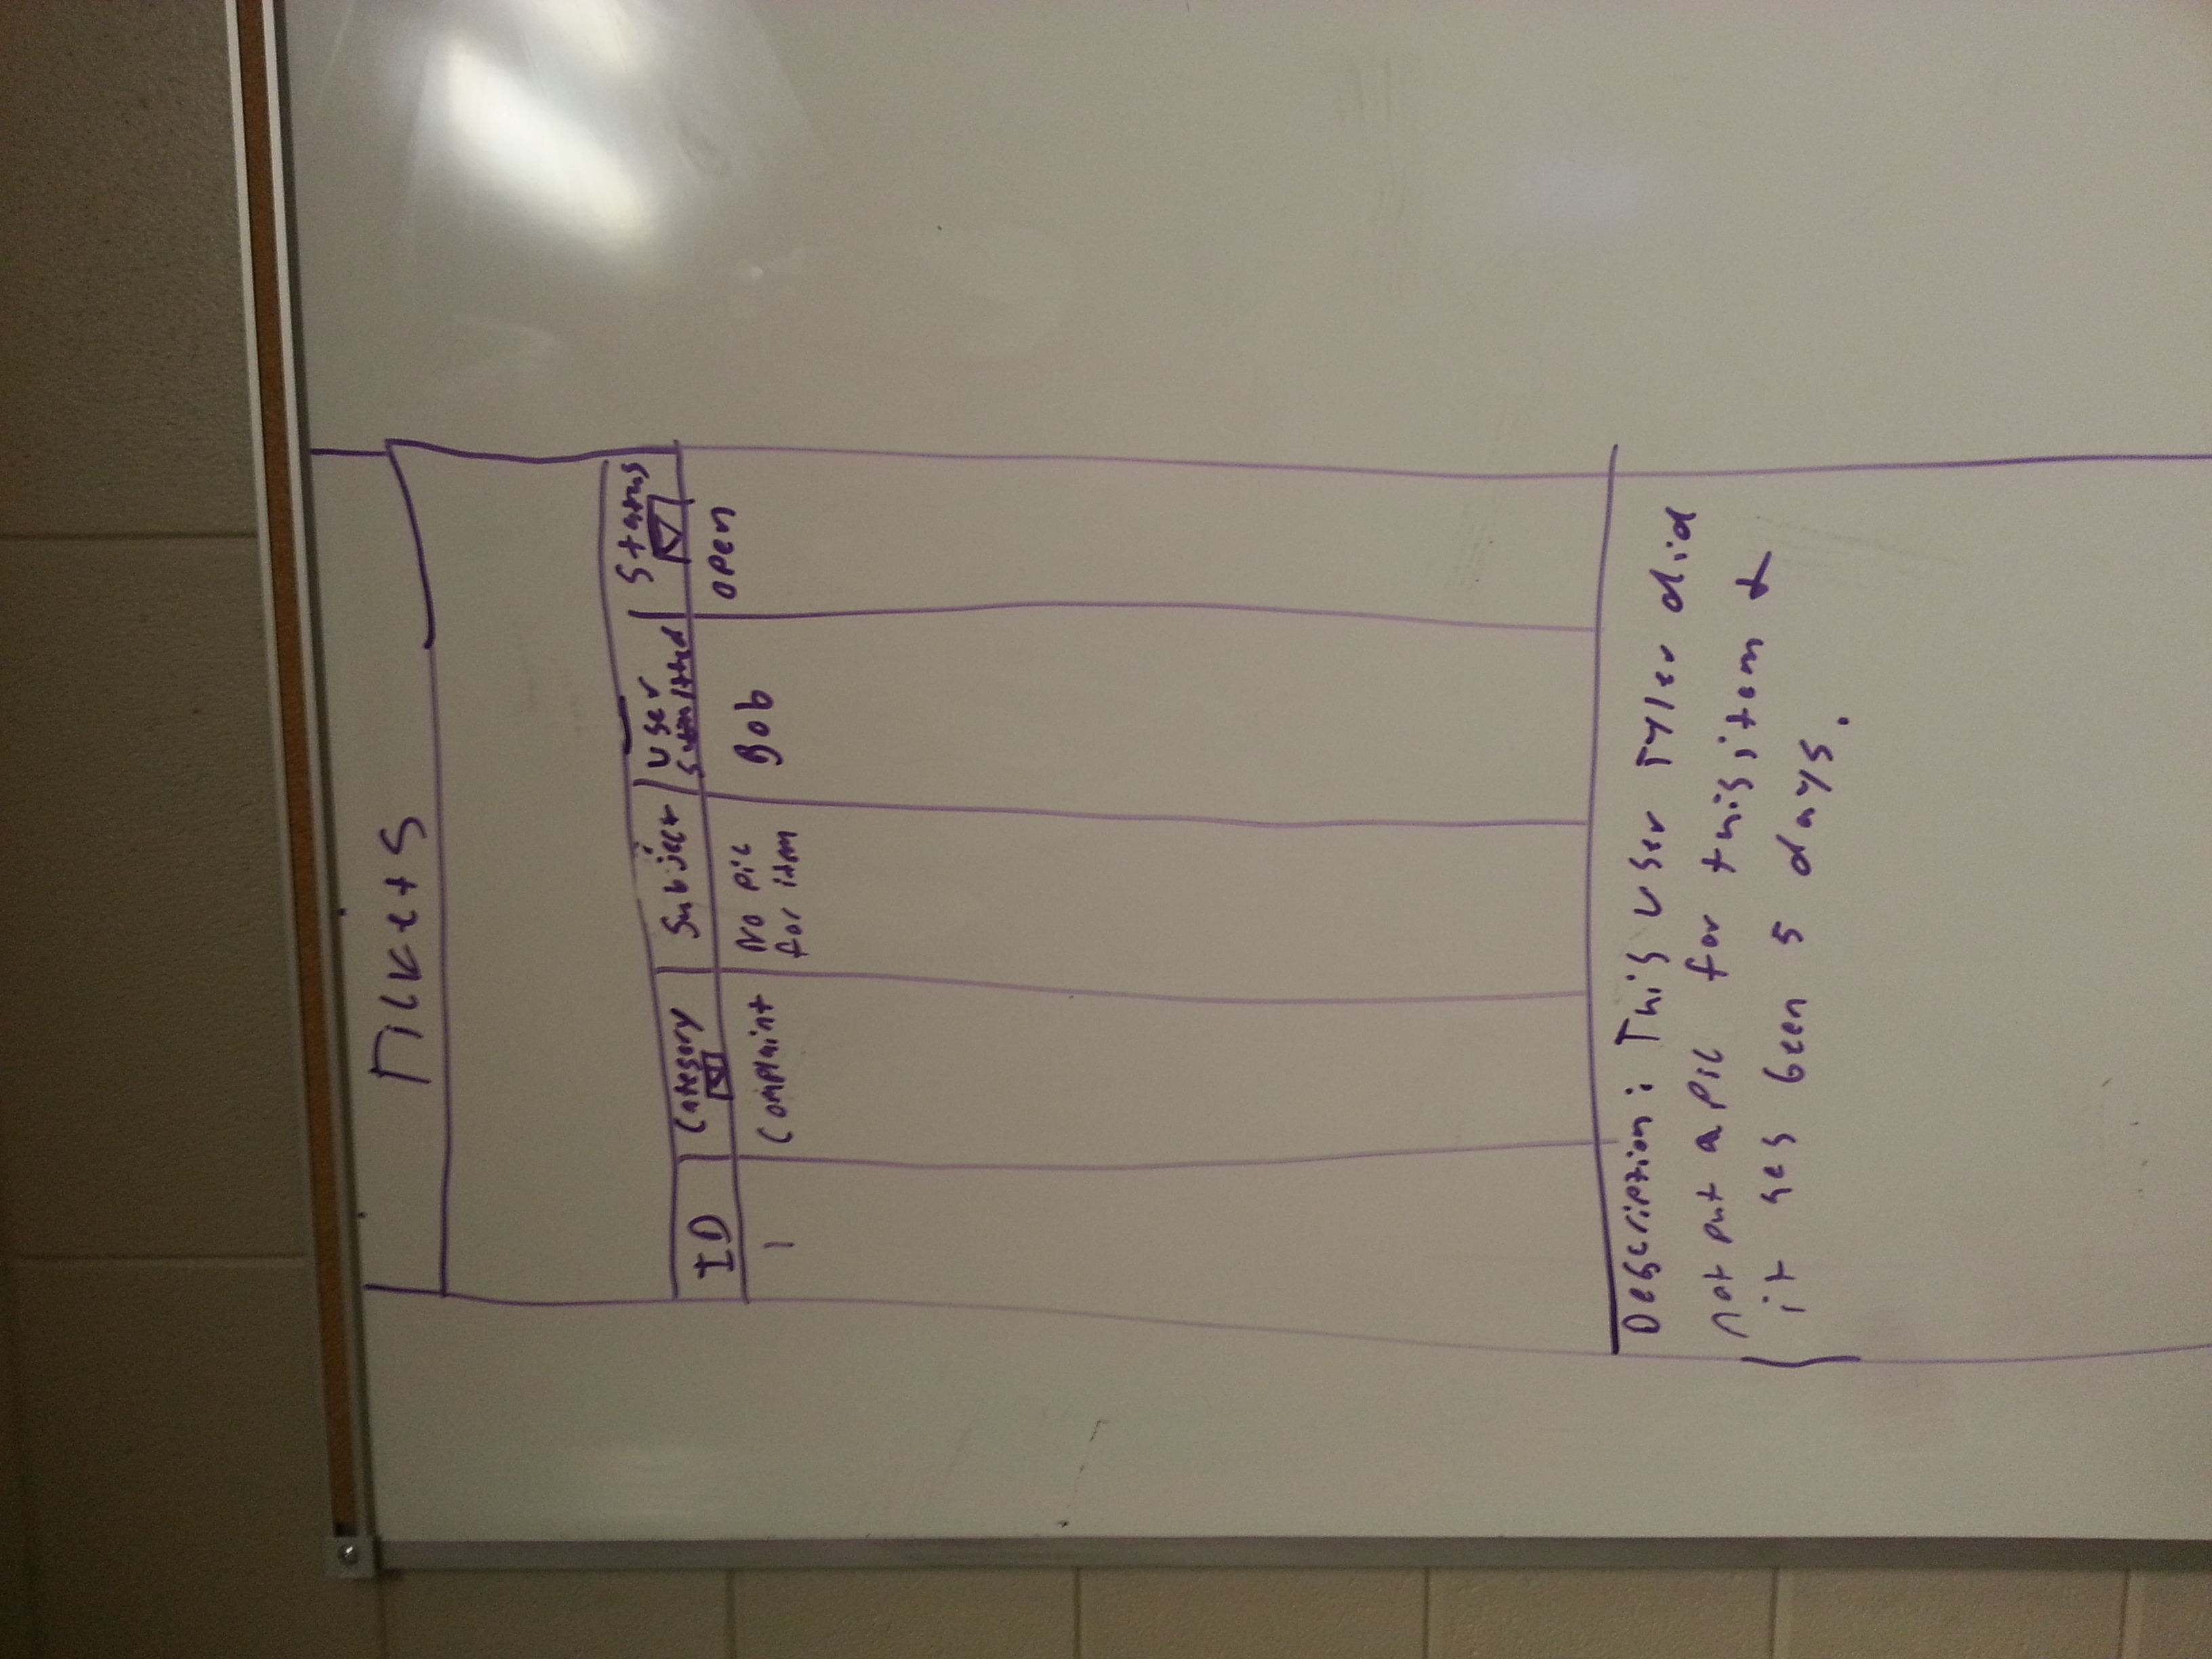 Tickets
ID Category Subject User Submitted Status
1 Complaint No pic for item Bob open
Description: This user Tyler did
not put a pic for this item &
it has been 5 days.